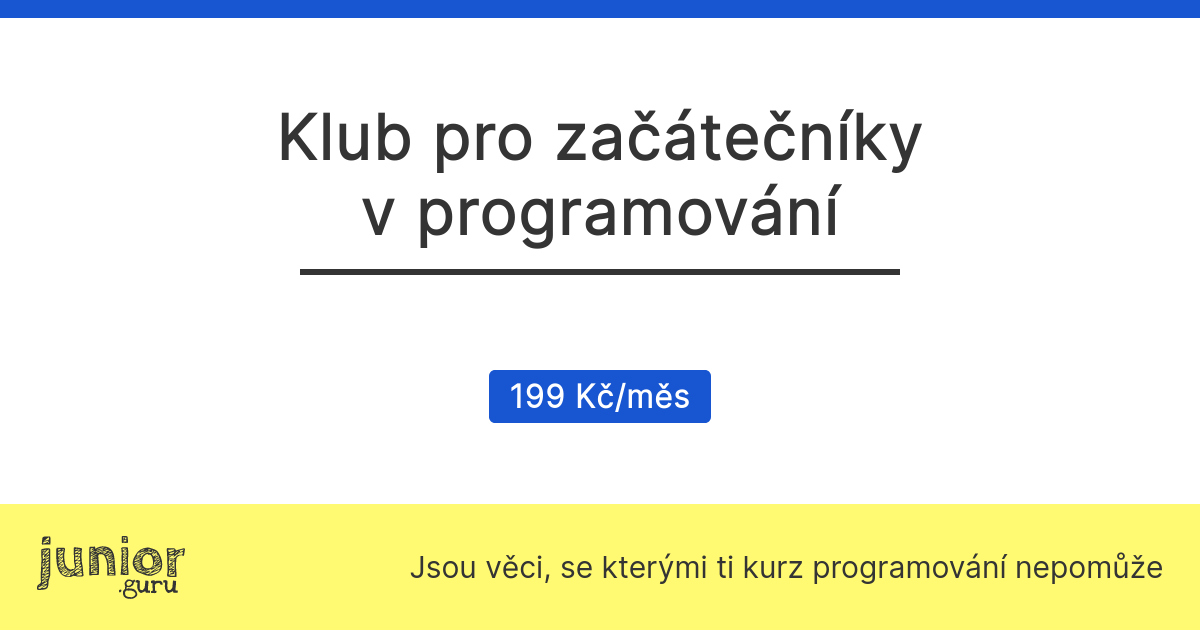 Klub pro začátečníky
v programování
199 Kč/měs
junior
.guru
Jsou věci, se kterými ti kurz programování nepomůže